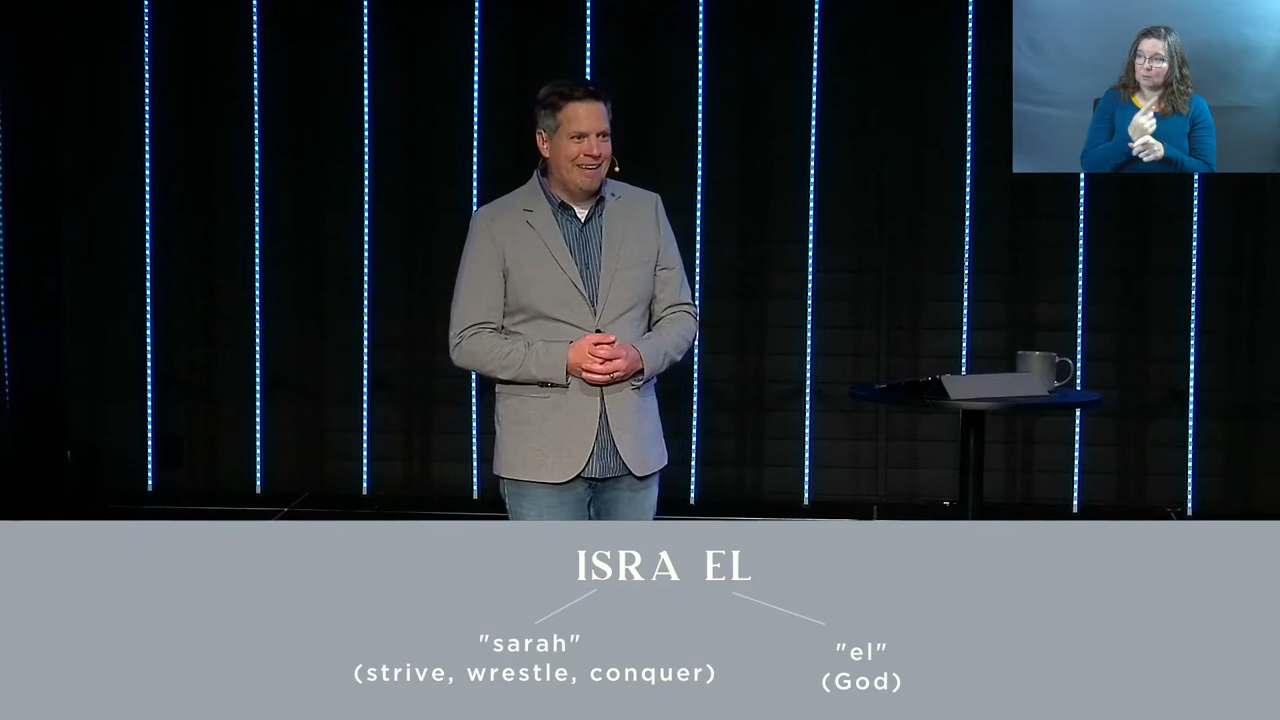 ISRA EL
"sarah"
(strive, wrestle, conquer)
"el"
(God)